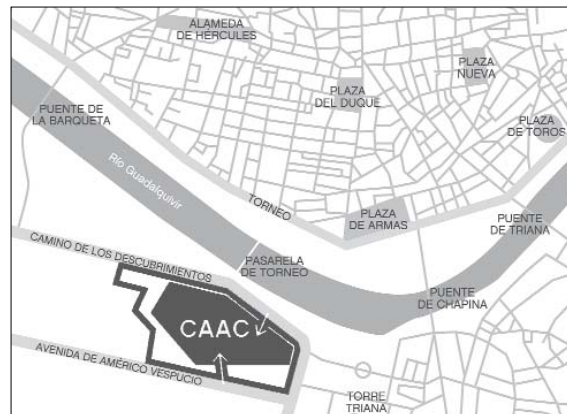 ALAMEDA
DE HÉRCULES
PLAZA
DEL DUQUE
PLAZA
NUEVA
PLAZA
DE TOROS
PUENTE DE
LA BARQUETA
Río Guadalquivir
TORNEO
PLAZA
DE ARMAS
PUENTE
DE TRIANA
CAMINO DE LOS DESCUBRIMIENTOS
PASARELA
DE TORNEO
PUENTE
DE CHAPINA
CAAC
AVENIDA DE AMÉRICO VESPUCIO
TORRE
TRIANA